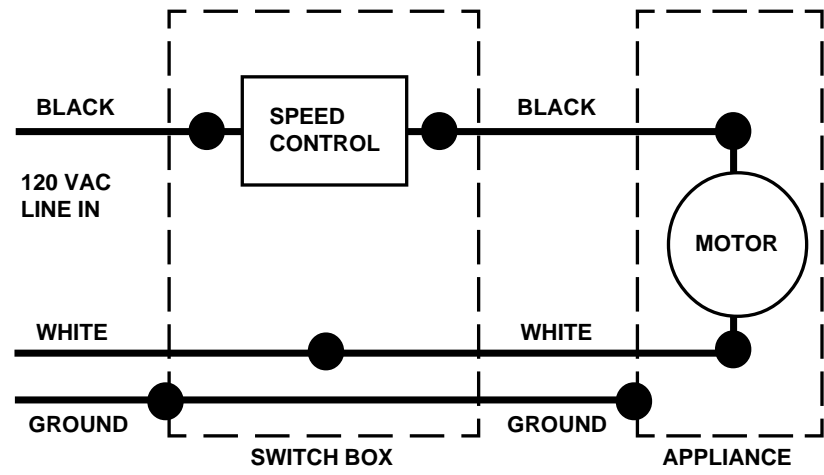 BLACK
SPEED
CONTROL
BLACK
120 VAC
LINE IN
MOTOR
WHITE
WHITE
GROUND
GROUND
SWITCH BOX
APPLIANCE